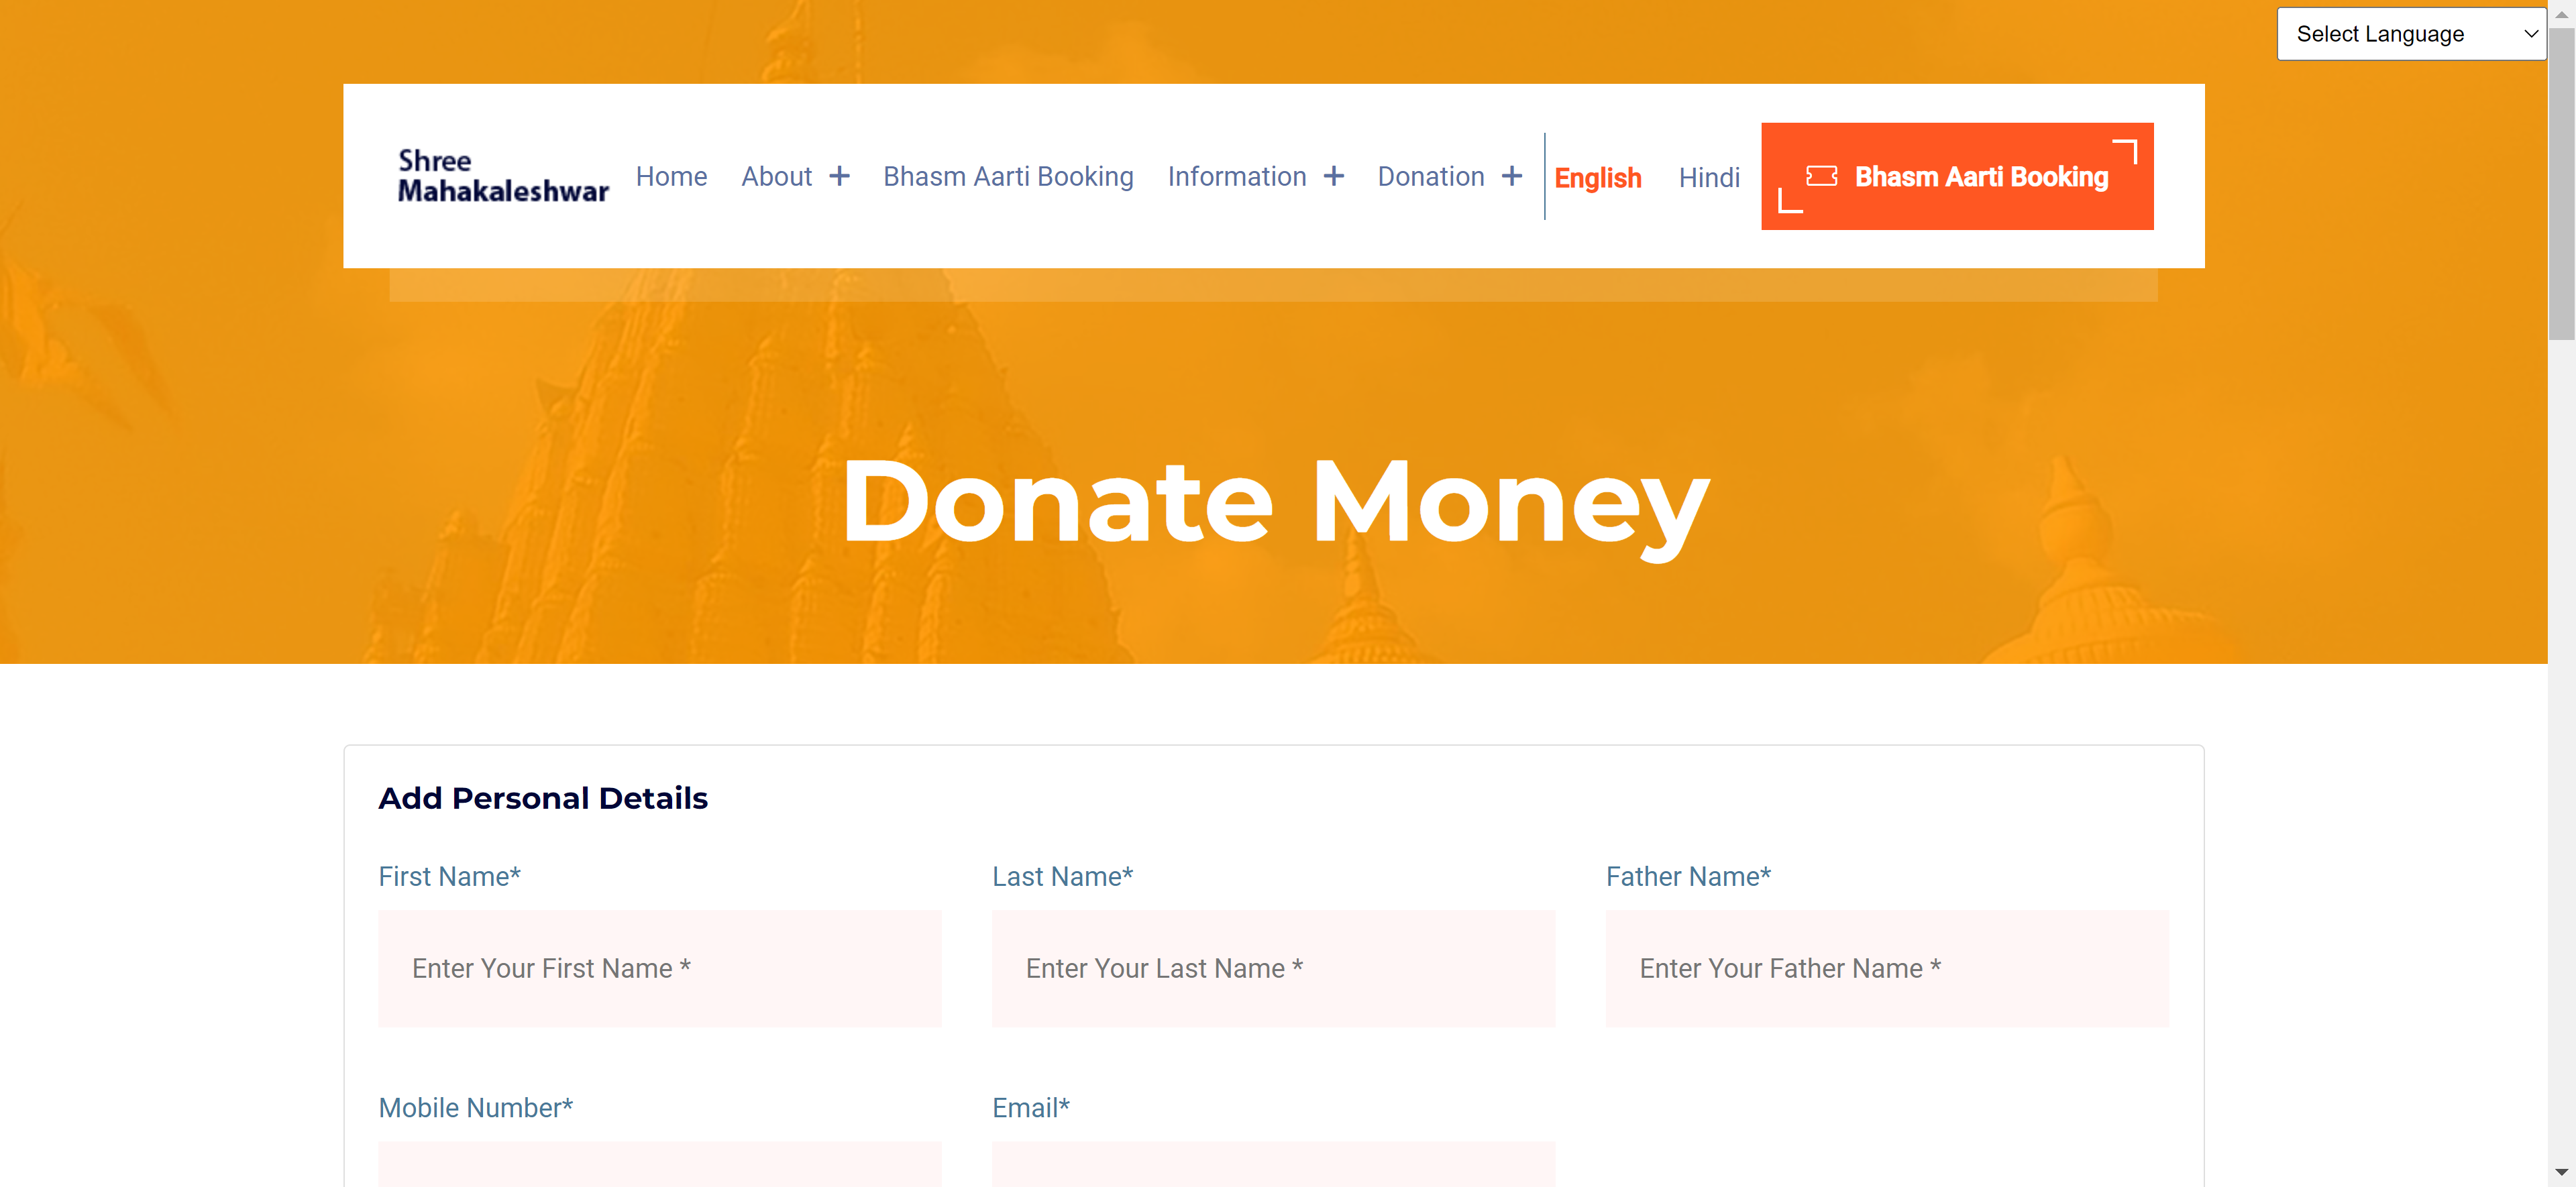 Select Language
Shree
Mahakaleshwar
Home About + Bhasm Aarti Booking Information + Donation + English Hindi Bhasm Aarti Booking
Donate Money
Add Personal Details
First Name* Last Name* Father Name*
Enter Your First Name * Enter Your Last Name * Enter Your Father Name *
Mobile Number* Email*